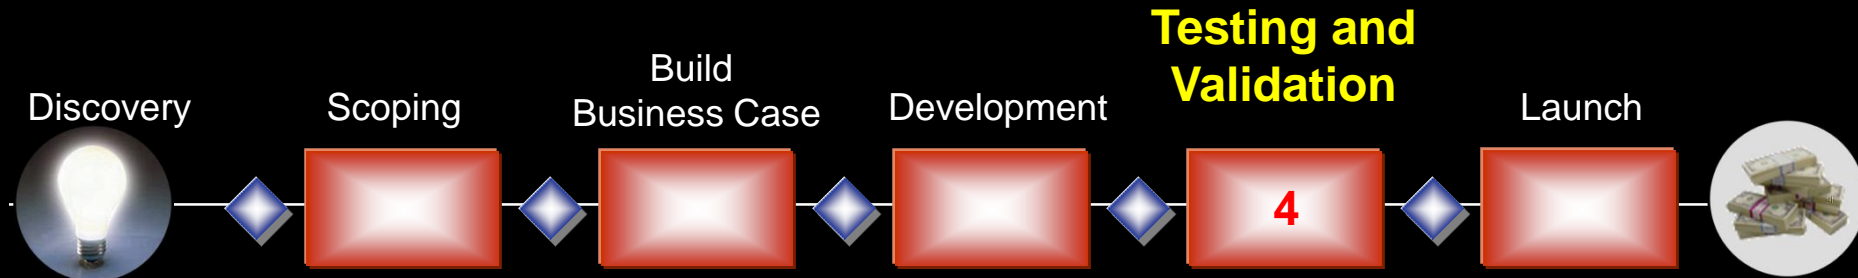 Discovery
Scoping
Build
Business Case
Development
Testing and
Validation
Launch
4